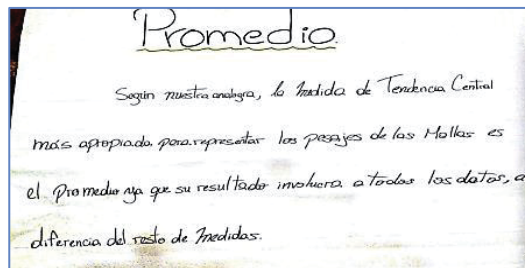 Promedio
Según nuestra analogía, la medida de Tendencia Central
más apropiada para representar los pesajes de las Mallas es
el promedio ya que su resultado involucra a todos los datos, a
diferencia del resto de medidas.